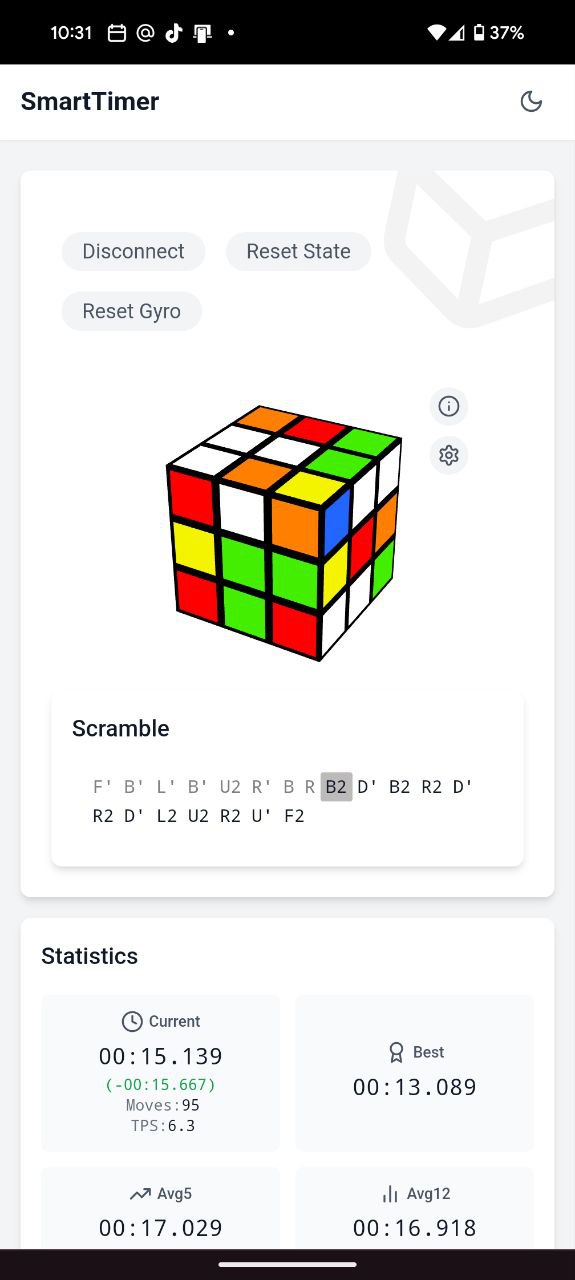 10:31
37%
SmartTimer
Disconnect
Reset State
Reset Gyro
Scramble
F' B' L' B' U2 R' B R B2 D' B2 R2 D'
R2 D' L2 U2 R2 U' F2
Statistics
Current
00:15.139
(-00:15.667)
Moves:95
TPS:6.3
Best
00:13.089
Avg5
00:17.029
Avg12
00:16.918